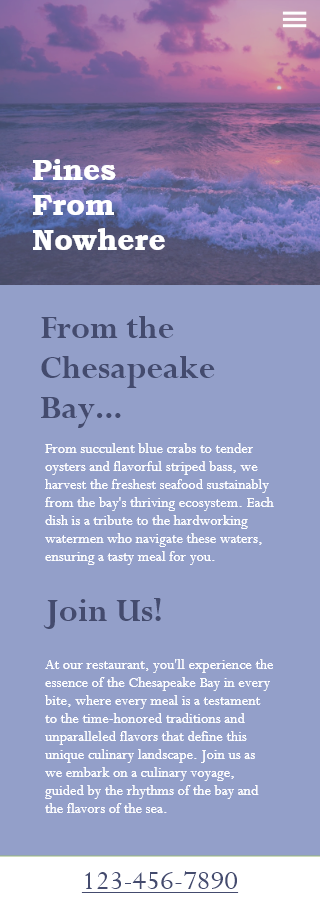 Pines
From
Nowhere
From the
Chesapeake
Bay...
From succulent blue crabs to tender
oysters and flavorful striped bass, we
harvest the freshest seafood sustainably
from the bay's thriving ecosystem. Each
dish is a tribute to the hardworking
watermen who navigate these waters,
ensuring a tasty meal for you.
Join Us!
At our restaurant, you'll experience the
essence of the Chesapeake Bay in every
bite, where every meal is a testament
to the time-honored traditions and
unparalleled flavors that define this
unique culinary landscape. Join us as
we embark on a culinary voyage,
guided by the rhythms of the bay and
the flavors of the sea.
123-456-7890